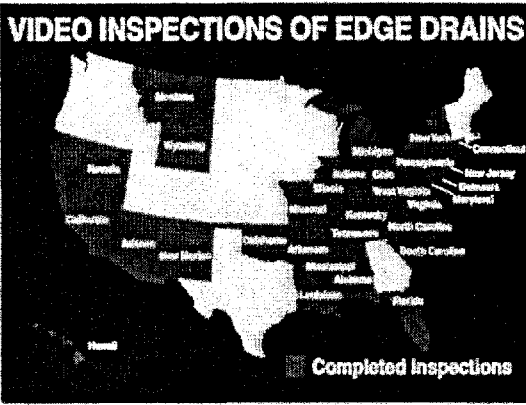 VIDEO INSPECTIONS OF EDGE DRAINS
Montana
Wyoming
Nevada
California
Arizona
New Mexico
Hawaii
Michigan
New York
Connecticut
Pennsylvania
New Jersey
Delaware
Maryland
Indiana
Ohio
Illinois
West Virginia
Virginia
Missouri
Kentucky
North Carolina
Tennessee
Oklahoma
Arkansas
South Carolina
Mississippi
Alabama
Louisiana
Florida
Completed Inspections